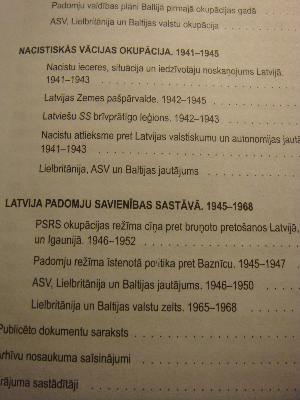 Padomju valdības plāni Baltijā pirmajā okupācijas gadā
ASV, Lielbritānija un Baltijas valstu okupācija . . . . . . .
NACISTISKĀS VĀCIJAS OKUPĀCIJA. 1941–1945
Nacistu ieceres, situācija un iedzīvotāju noskaņojums Latvijā.
1941–1943 . . . . . . . . . . . . . . . . . . .
Latvijas Zemes pašpārvalde. 1942–1945 . . . . . . . . .
Latviešu SS brīvprātīgo leģions. 1942–1943 . . . . . . .
Nacistu attieksme pret Latvijas valstiskumu un autonomijas jautā
1941–1943 . . . . . . . . . . . . . . . . . . .
Lielbritānija, ASV un Baltijas jautājums . . . . . . . . .
LATVIJA PADOMJU SAVIENĪBAS SASTĀVĀ. 1945–1968
PSRS okupācijas režīma cīņa pret bruņoto pretošanos Latvijā,
un Igaunijā. 1946–1952 . . . . . . . . . . . . .
Padomju režīma īstenotā politika pret Baznīcu. 1945–1947
ASV, Lielbritānija un Baltijas jautājums. 1946–1950 . . . .
Lielbritānija un Baltijas valstu zelts. 1965–1968 . . . . .
Publicēto dokumentu saraksts . . . . . . . . . . . .
Arhīvu nosaukuma saīsinājumi . . . . . . . . . . . .
rājuma sastādītāji . . . . . . . . . . . . . . . .